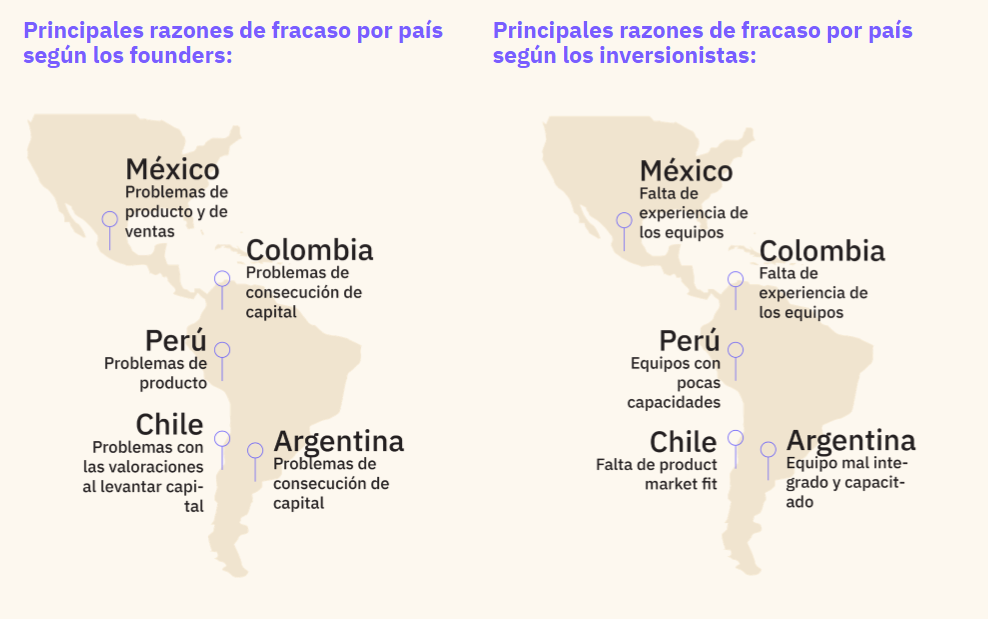 Principales razones de fracaso por país
según los founders:
México
Problemas de
producto y de
ventas
Colombia
Problemas de
consecución de
capital
Perú
Problemas de
producto
Chile
Problemas con
las valoraciones
al levantar capi-
tal
Argentina
Problemas de
consecución de
capital
Principales razones de fracaso por país
según los inversionistas:
México
Falta de
experiencia de
los equipos
Colombia
Falta de
experiencia de
los equipos
Perú
Equipos con
pocas
capacidades
Chile
Falta de product
market fit
Argentina
Equipo mal inte-
grado y capacit-
ado